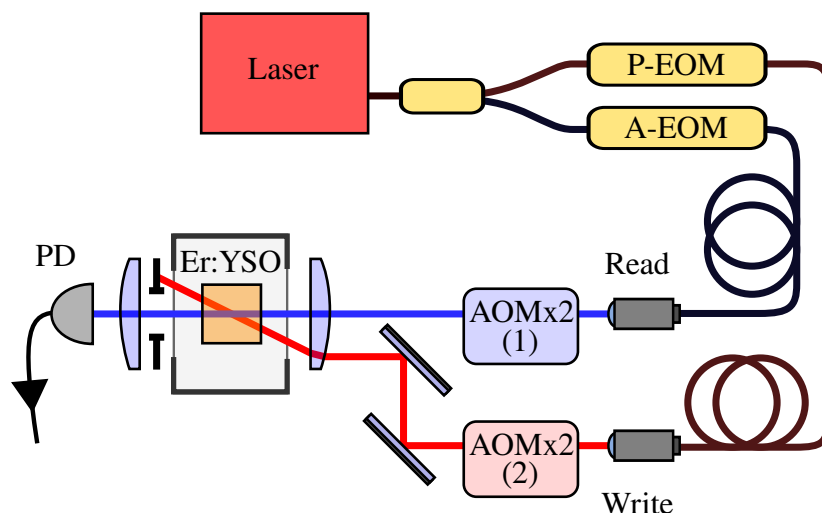 Laser
P-EOM
A-EOM
PD
Er:YSO
Read
AOMx2
(1)
AOMx2
(2)
Write